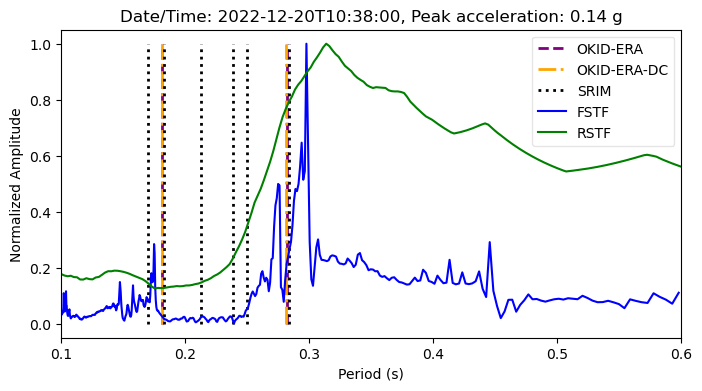 Date/Time: 2022-12-20T10:38:00, Peak acceleration: 0.14 g
1.0
0.8
0.6
0.4
0.2
0.0
Normalized Amplitude
OKID-ERA
OKID-ERA-DC
SRIM
FSTF
RSTF
0.1 0.2 0.3 0.4 0.5 0.6
Period (s)